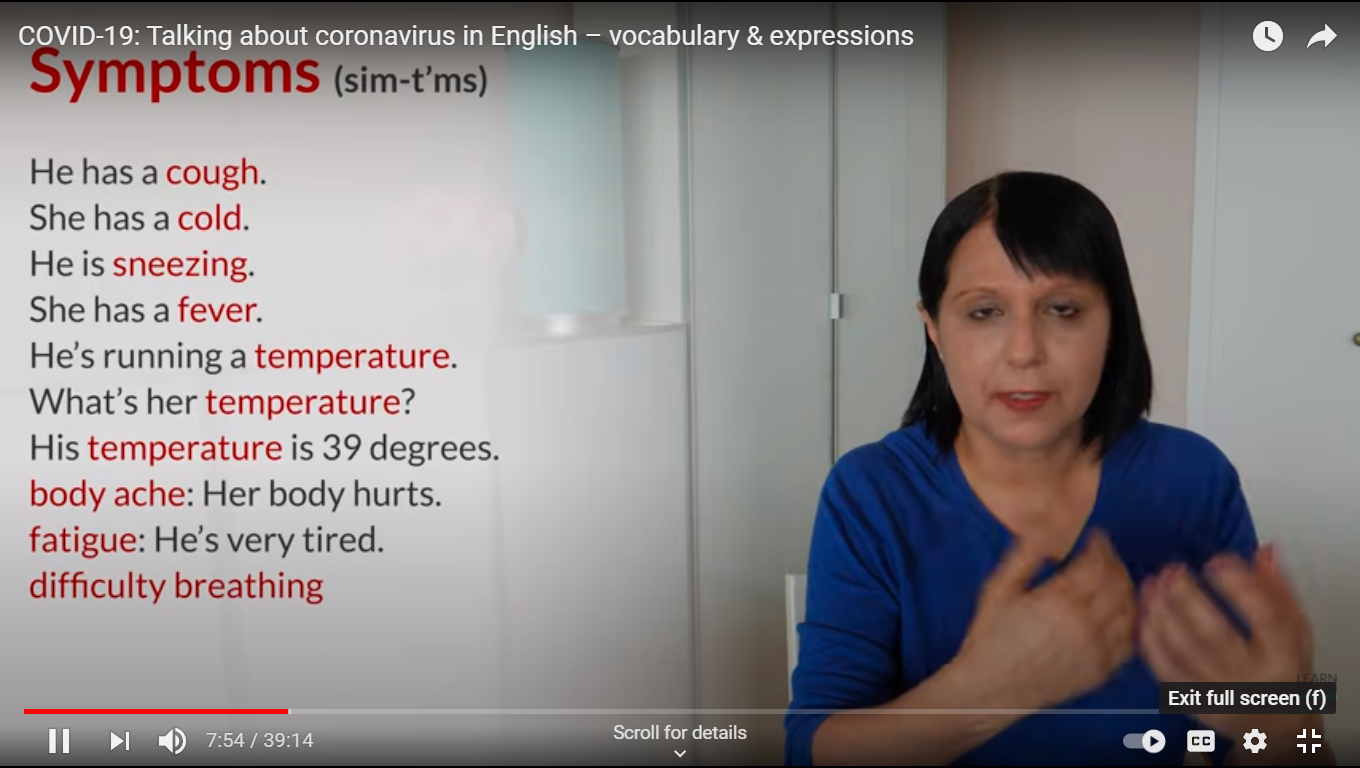 COVID-19: Talking about coronavirus in English – vocabulary & expressions
Symptoms (sim-t’ms)
He has a cough.
She has a cold.
He is sneezing.
She has a fever.
He’s running a temperature.
What’s her temperature?
His temperature is 39 degrees.
body ache: Her body hurts.
fatigue: He’s very tired.
difficulty breathing
LEARN
Exit full screen (f)
7:54 / 39:14
Scroll for details
CC